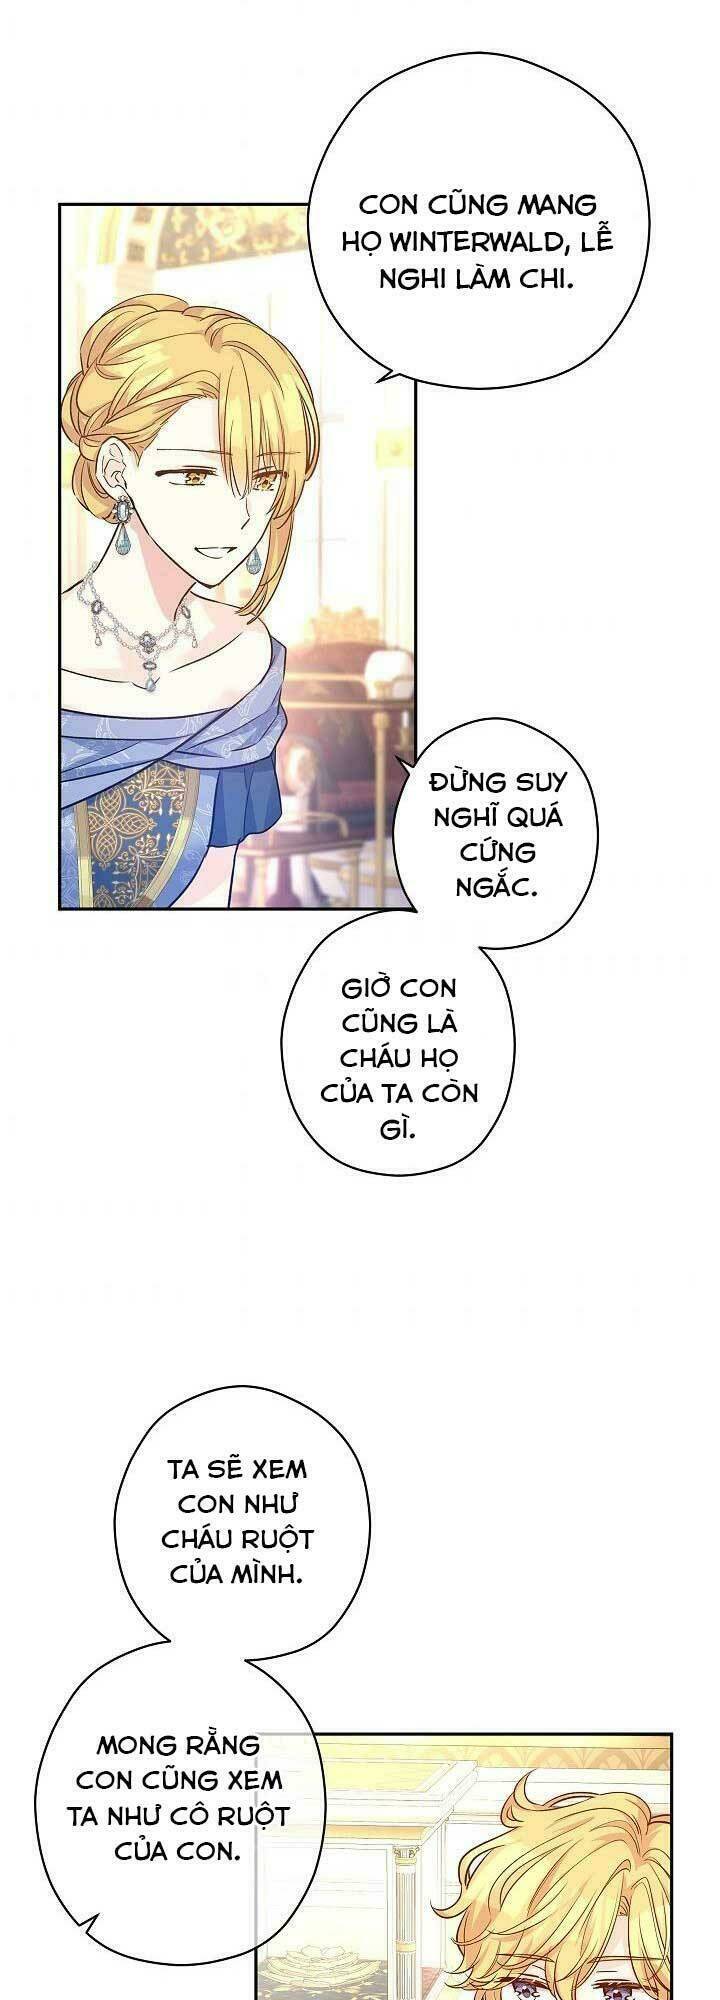 CON CŨNG MANG
HỌ WINTERWALD, LỄ
NGHI LÀM CHI.
ĐỪNG SUY
NGHĨ QUÁ
CỨNG
NGẮC.
GIỜ CON
CŨNG LÀ
CHÁU HỌ
CỦA TA CÒN
GÌ.
TA SẼ XEM
CON NHƯ
CHÁU RUỘT
CỦA MÌNH.
MONG RẰNG
CON CŨNG XEM
TA NHƯ CÔ RUỘT
CỦA CON.